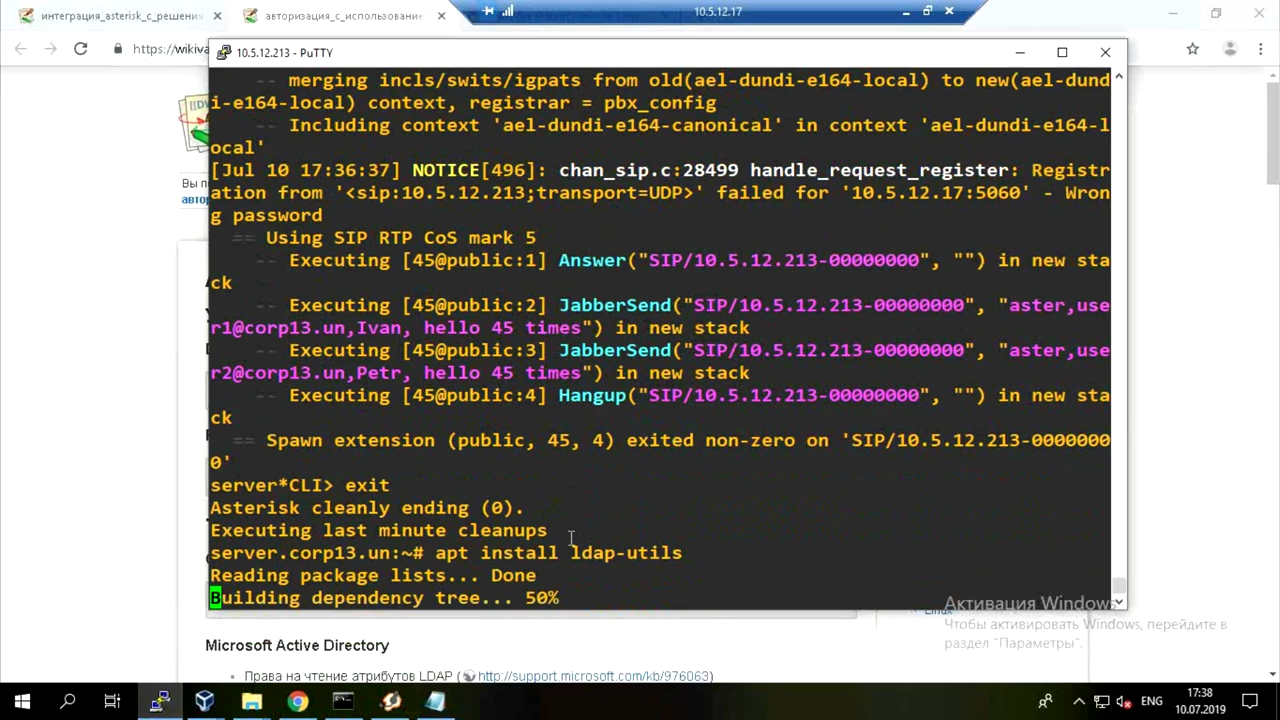 интеграция_asterisk_с_решения
авторизация_с_использование
10.5.12.17
https://wikiva
10.5.12.213 - PuTTY
-- merging incls/swits/igpats from old(ael-dundi-e164-local) to new(ael-dund
i-e164-local) context, registrar = pbx_config
-- Including context 'ael-dundi-e164-canonical' in context 'ael-dundi-e164-l
ocal'
[Jul 10 17:36:37] NOTICE[496]: chan_sip.c:28499 handle_request_register: Registr
ation from '<sip:10.5.12.213;transport=UDP>' failed for '10.5.12.17:5060' - Wron
g password
== Using SIP RTP CoS mark 5
-- Executing [45@public:1] Answer("SIP/10.5.12.213-00000000", "") in new sta
ck
-- Executing [45@public:2] JabberSend("SIP/10.5.12.213-00000000", "aster,use
r1@corp13.un,Ivan, hello 45 times") in new stack
-- Executing [45@public:3] JabberSend("SIP/10.5.12.213-00000000", "aster,use
r2@corp13.un,Petr, hello 45 times") in new stack
-- Executing [45@public:4] Hangup("SIP/10.5.12.213-00000000", "") in new sta
ck
== Spawn extension (public, 45, 4) exited non-zero on 'SIP/10.5.12.213-0000000
0'
server*CLI> exit
Asterisk cleanly ending (0).
Executing last minute cleanups
server.corp13.un:~# apt install ldap-utils
Reading package lists... Done
Building dependency tree... 50%
Вы п
автор
Linux
Активация Windows
Чтобы активировать Windows, перейдите в
раздел "Параметры".
Microsoft Active Directory
Права на чтение атрибутов LDAP (http://support.microsoft.com/kb/976063)
ENG
17:38
10.07.2019